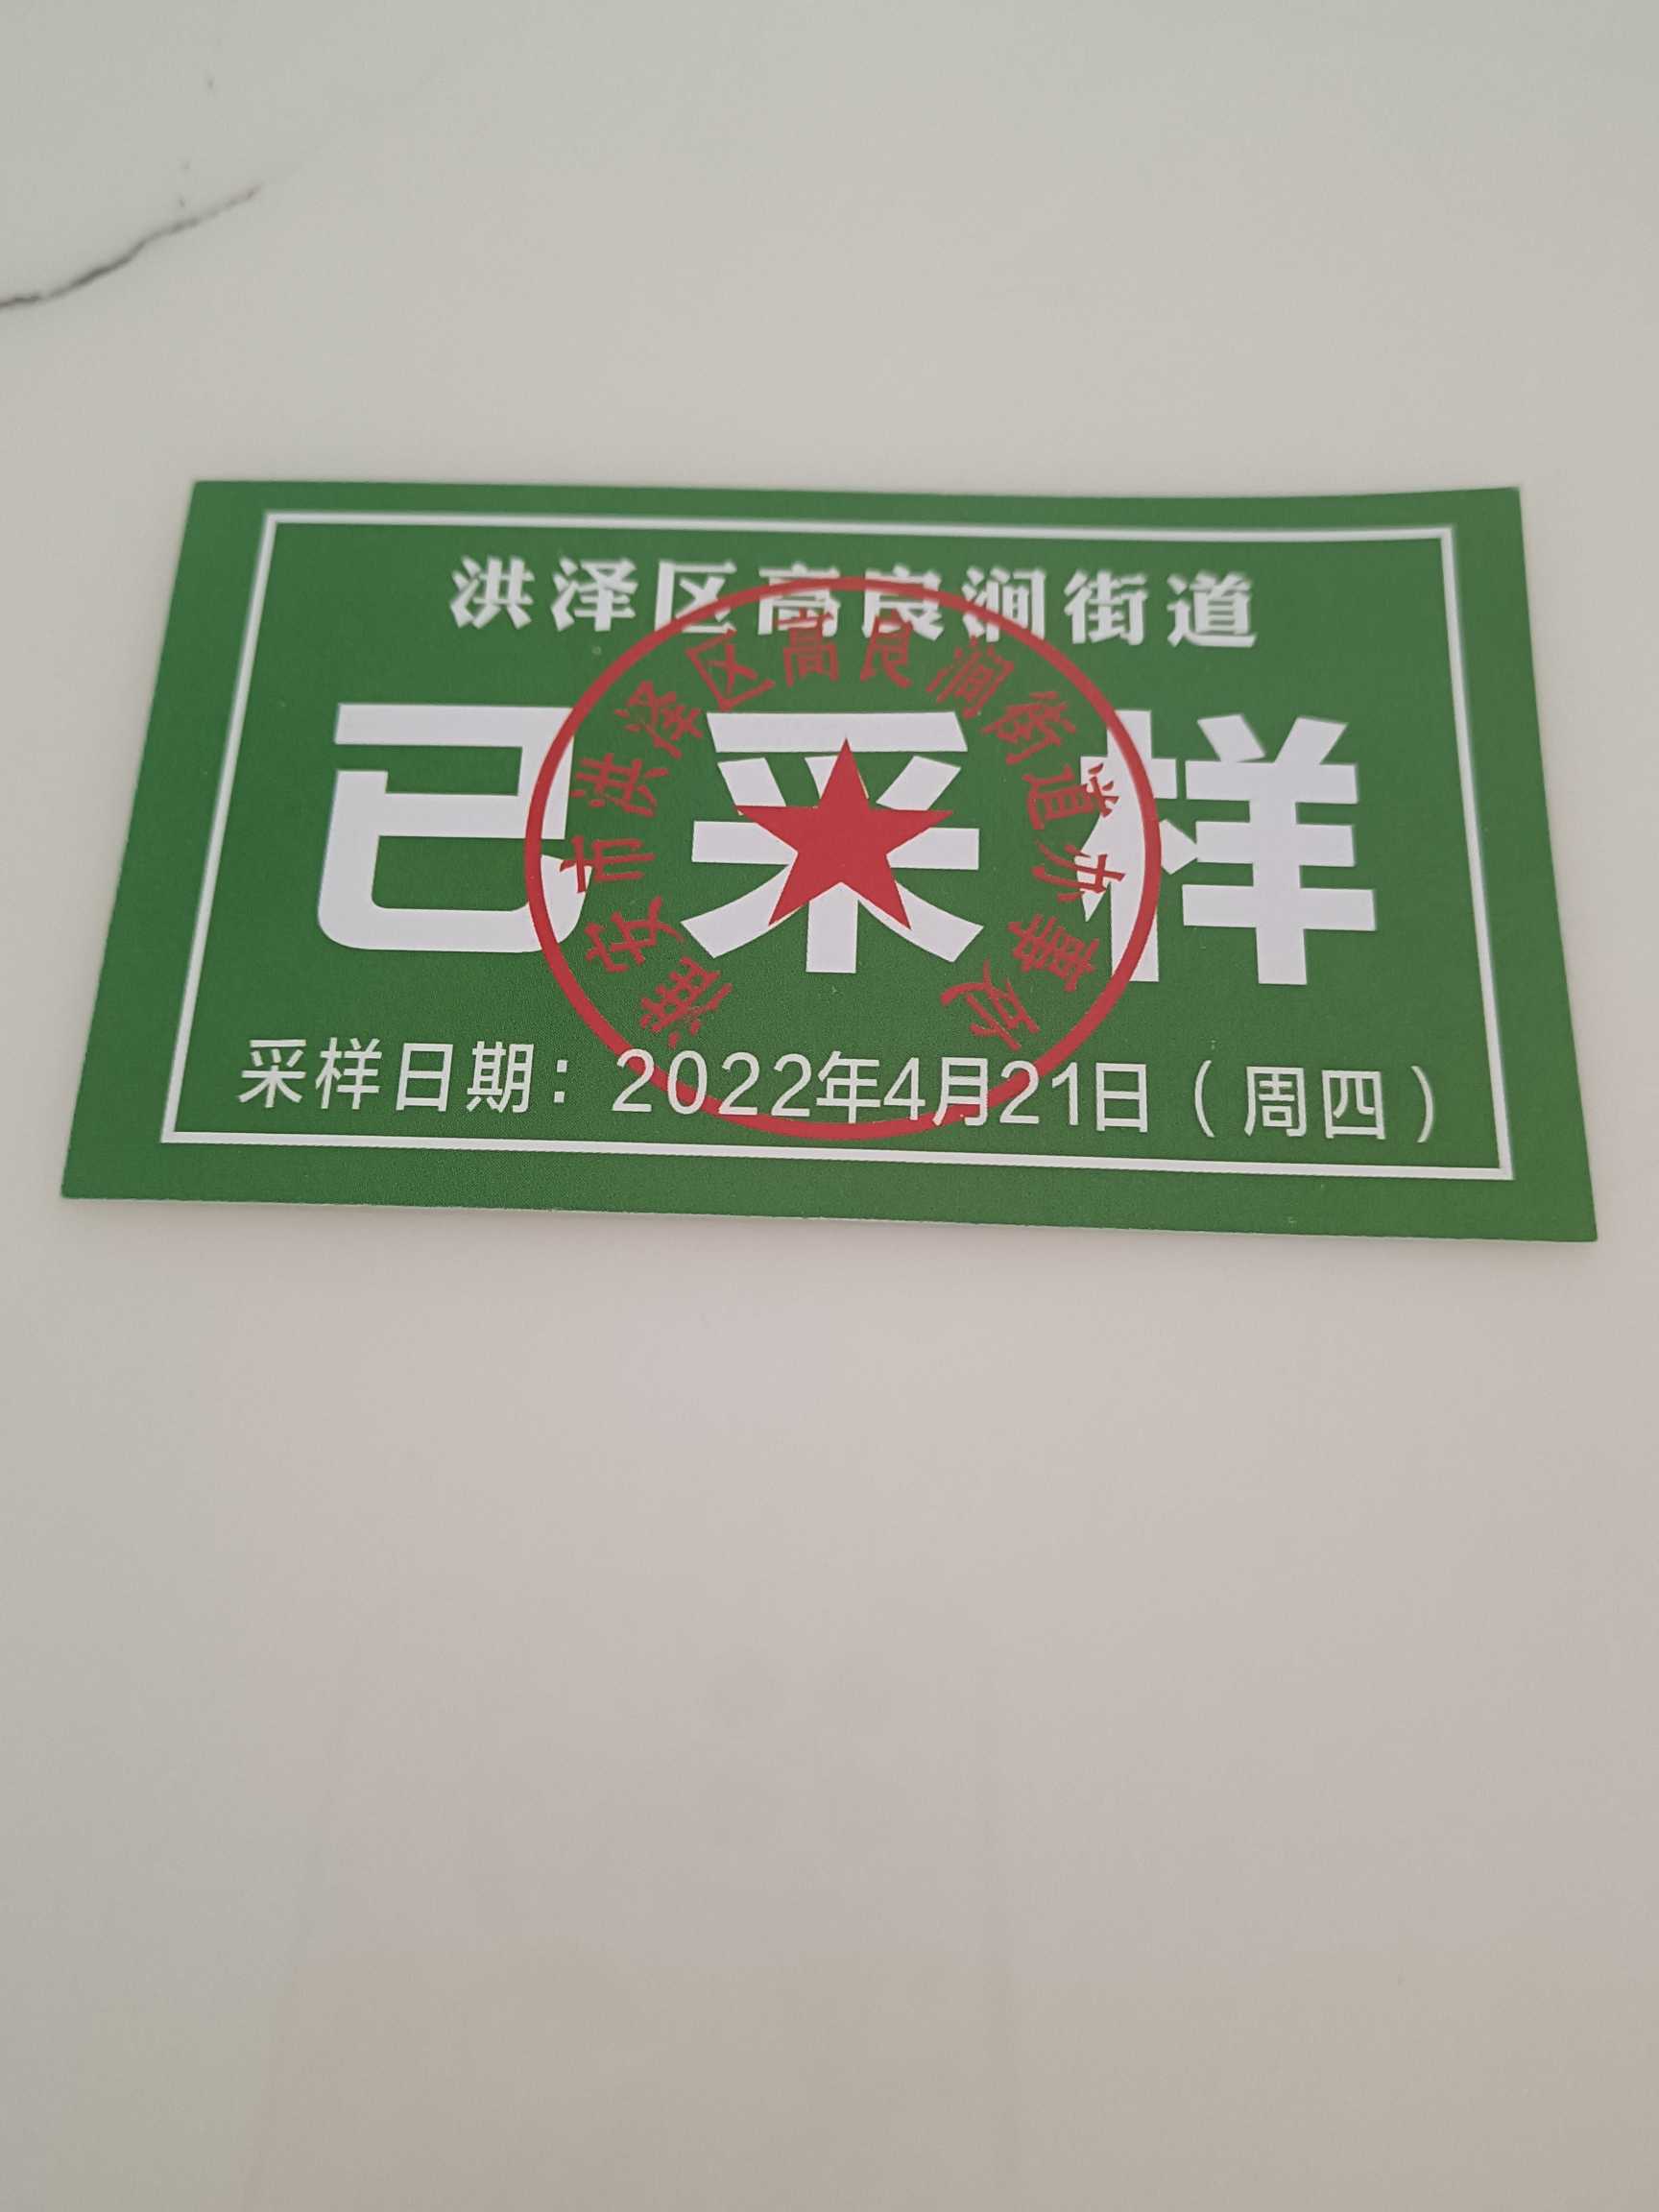 洪泽区高良涧街道
已采样
淮安市洪泽区高良涧街道办事处
采样日期：2022年4月21日（周四）